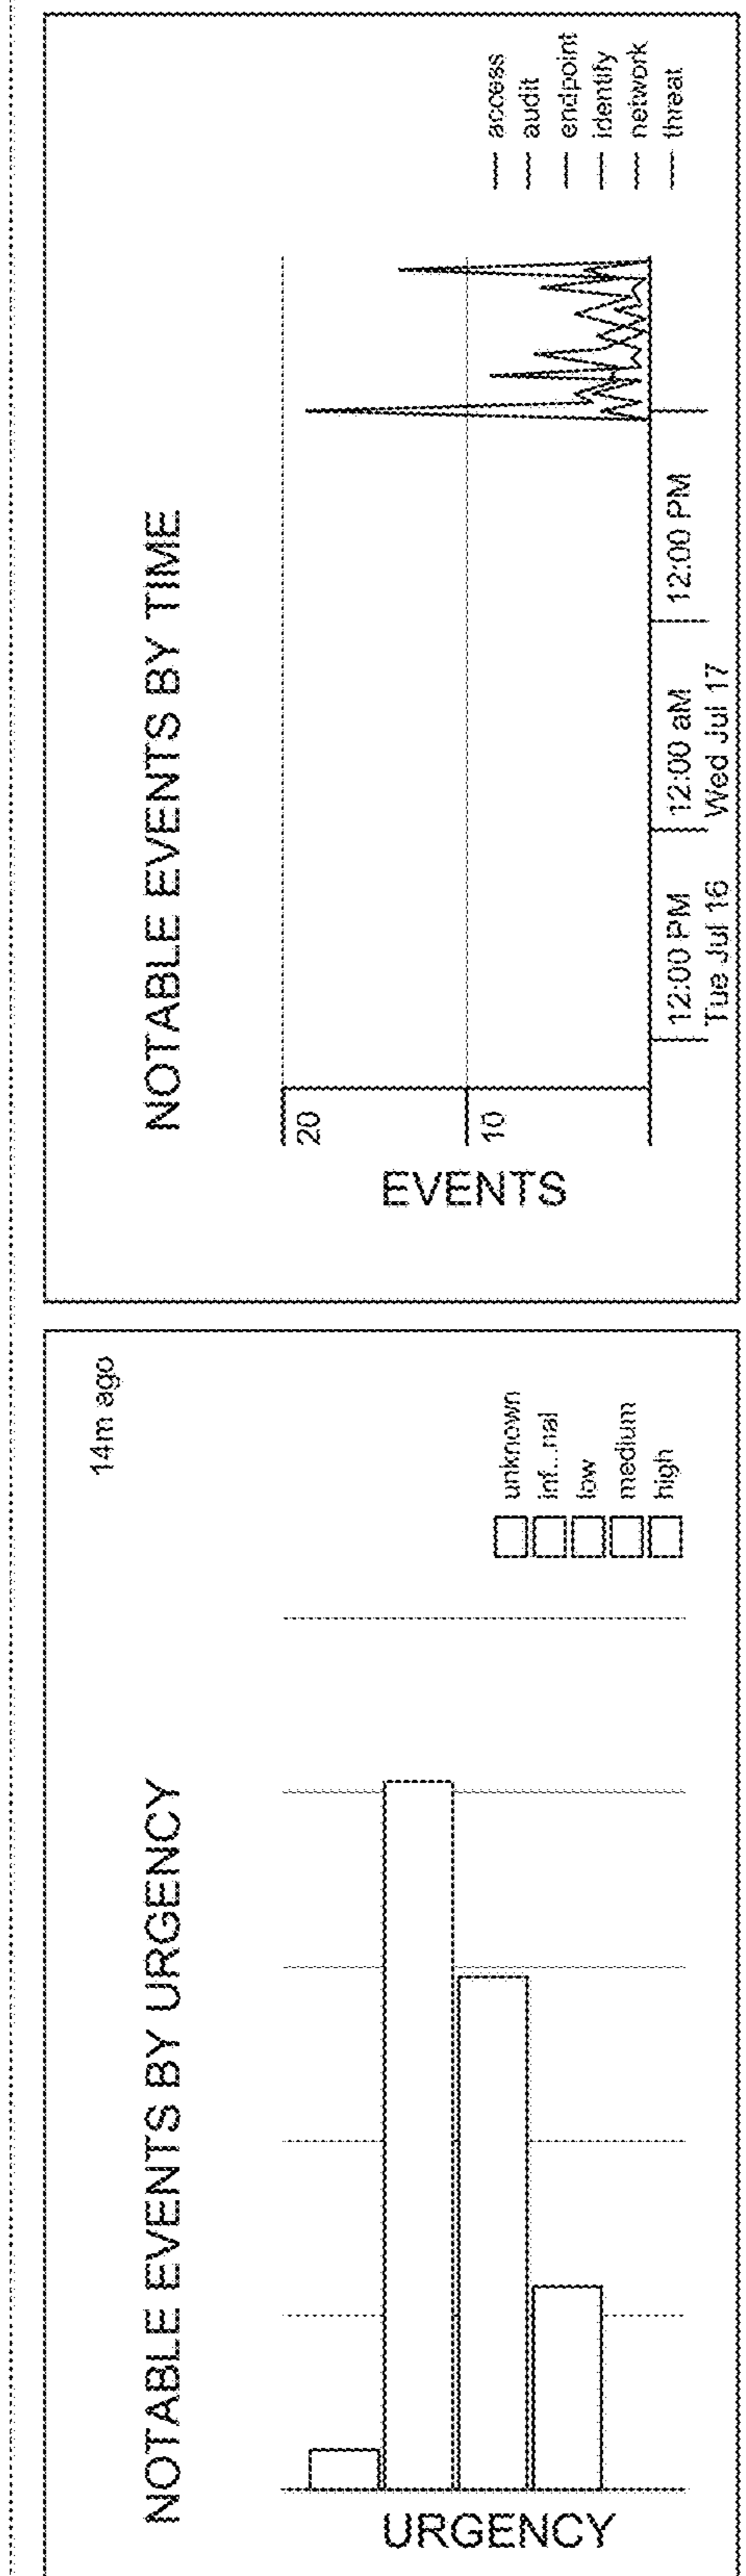 NOTABLE EVENTS BY URGENCY
14m ago
URGENCY
unknown
inf...nal
low
medium
high
NOTABLE EVENTS BY TIME
EVENTS
20
10
12:00 PM
Tue Jul 16
12:00 aM
Wed Jul 17
12:00 PM
access
audit
endpoint
identify
network
threat